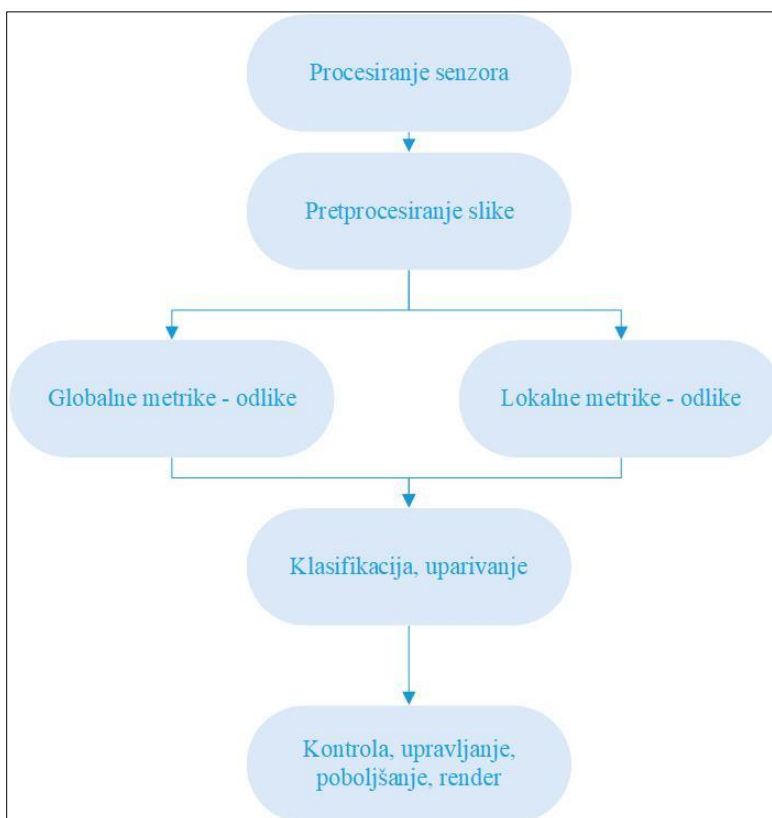 Procesiranje senzora
Pretprocesiranje slike
Globalne metrike - odlike
Lokalne metrike - odlike
Klasifikacija, uparivanje
Kontrola, upravljanje,
poboljšanje, render